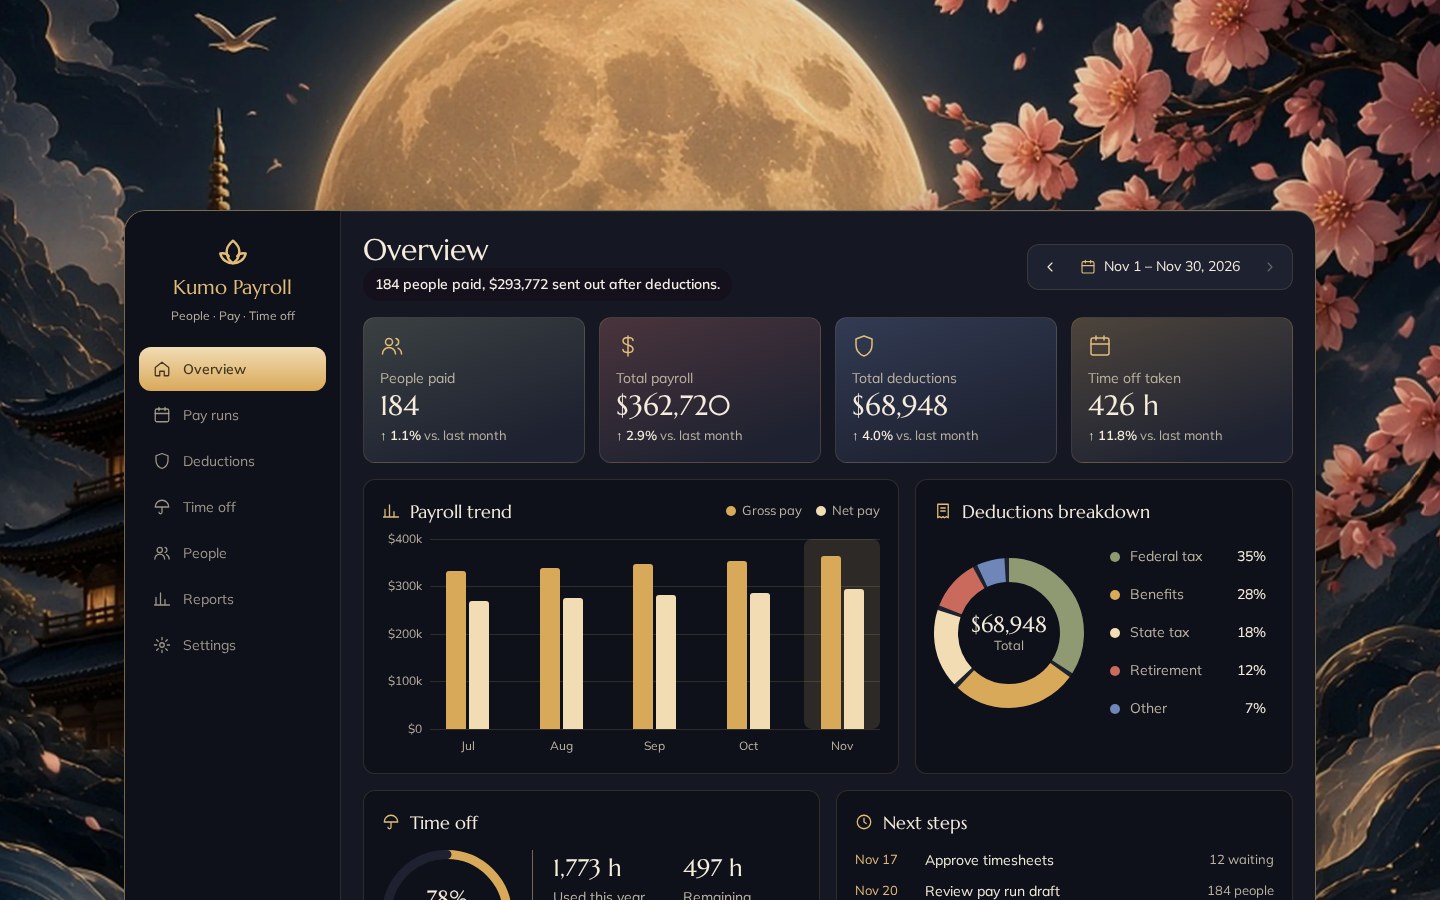 Kumo Payroll
People · Pay · Time off
Overview
Pay runs
Deductions
Time off
People
Reports
Settings
Overview
184 people paid, $293,772 sent out after deductions.
Nov 1 – Nov 30, 2026
People paid
184
↑ 1.1% vs. last month
Total payroll
$362,720
↑ 2.9% vs. last month
Total deductions
$68,948
↑ 4.0% vs. last month
Time off taken
426 h
↑ 11.8% vs. last month
Payroll trend
Gross pay
Net pay
$400k
$300k
$200k
$100k
$0
Jul
Aug
Sep
Oct
Nov
Deductions breakdown
$68,948
Total
Federal tax 35%
Benefits 28%
State tax 18%
Retirement 12%
Other 7%
Time off
78%
1,773 h
Used this year
497 h
Remaining
Next steps
Nov 17 Approve timesheets 12 waiting
Nov 20 Review pay run draft 184 people